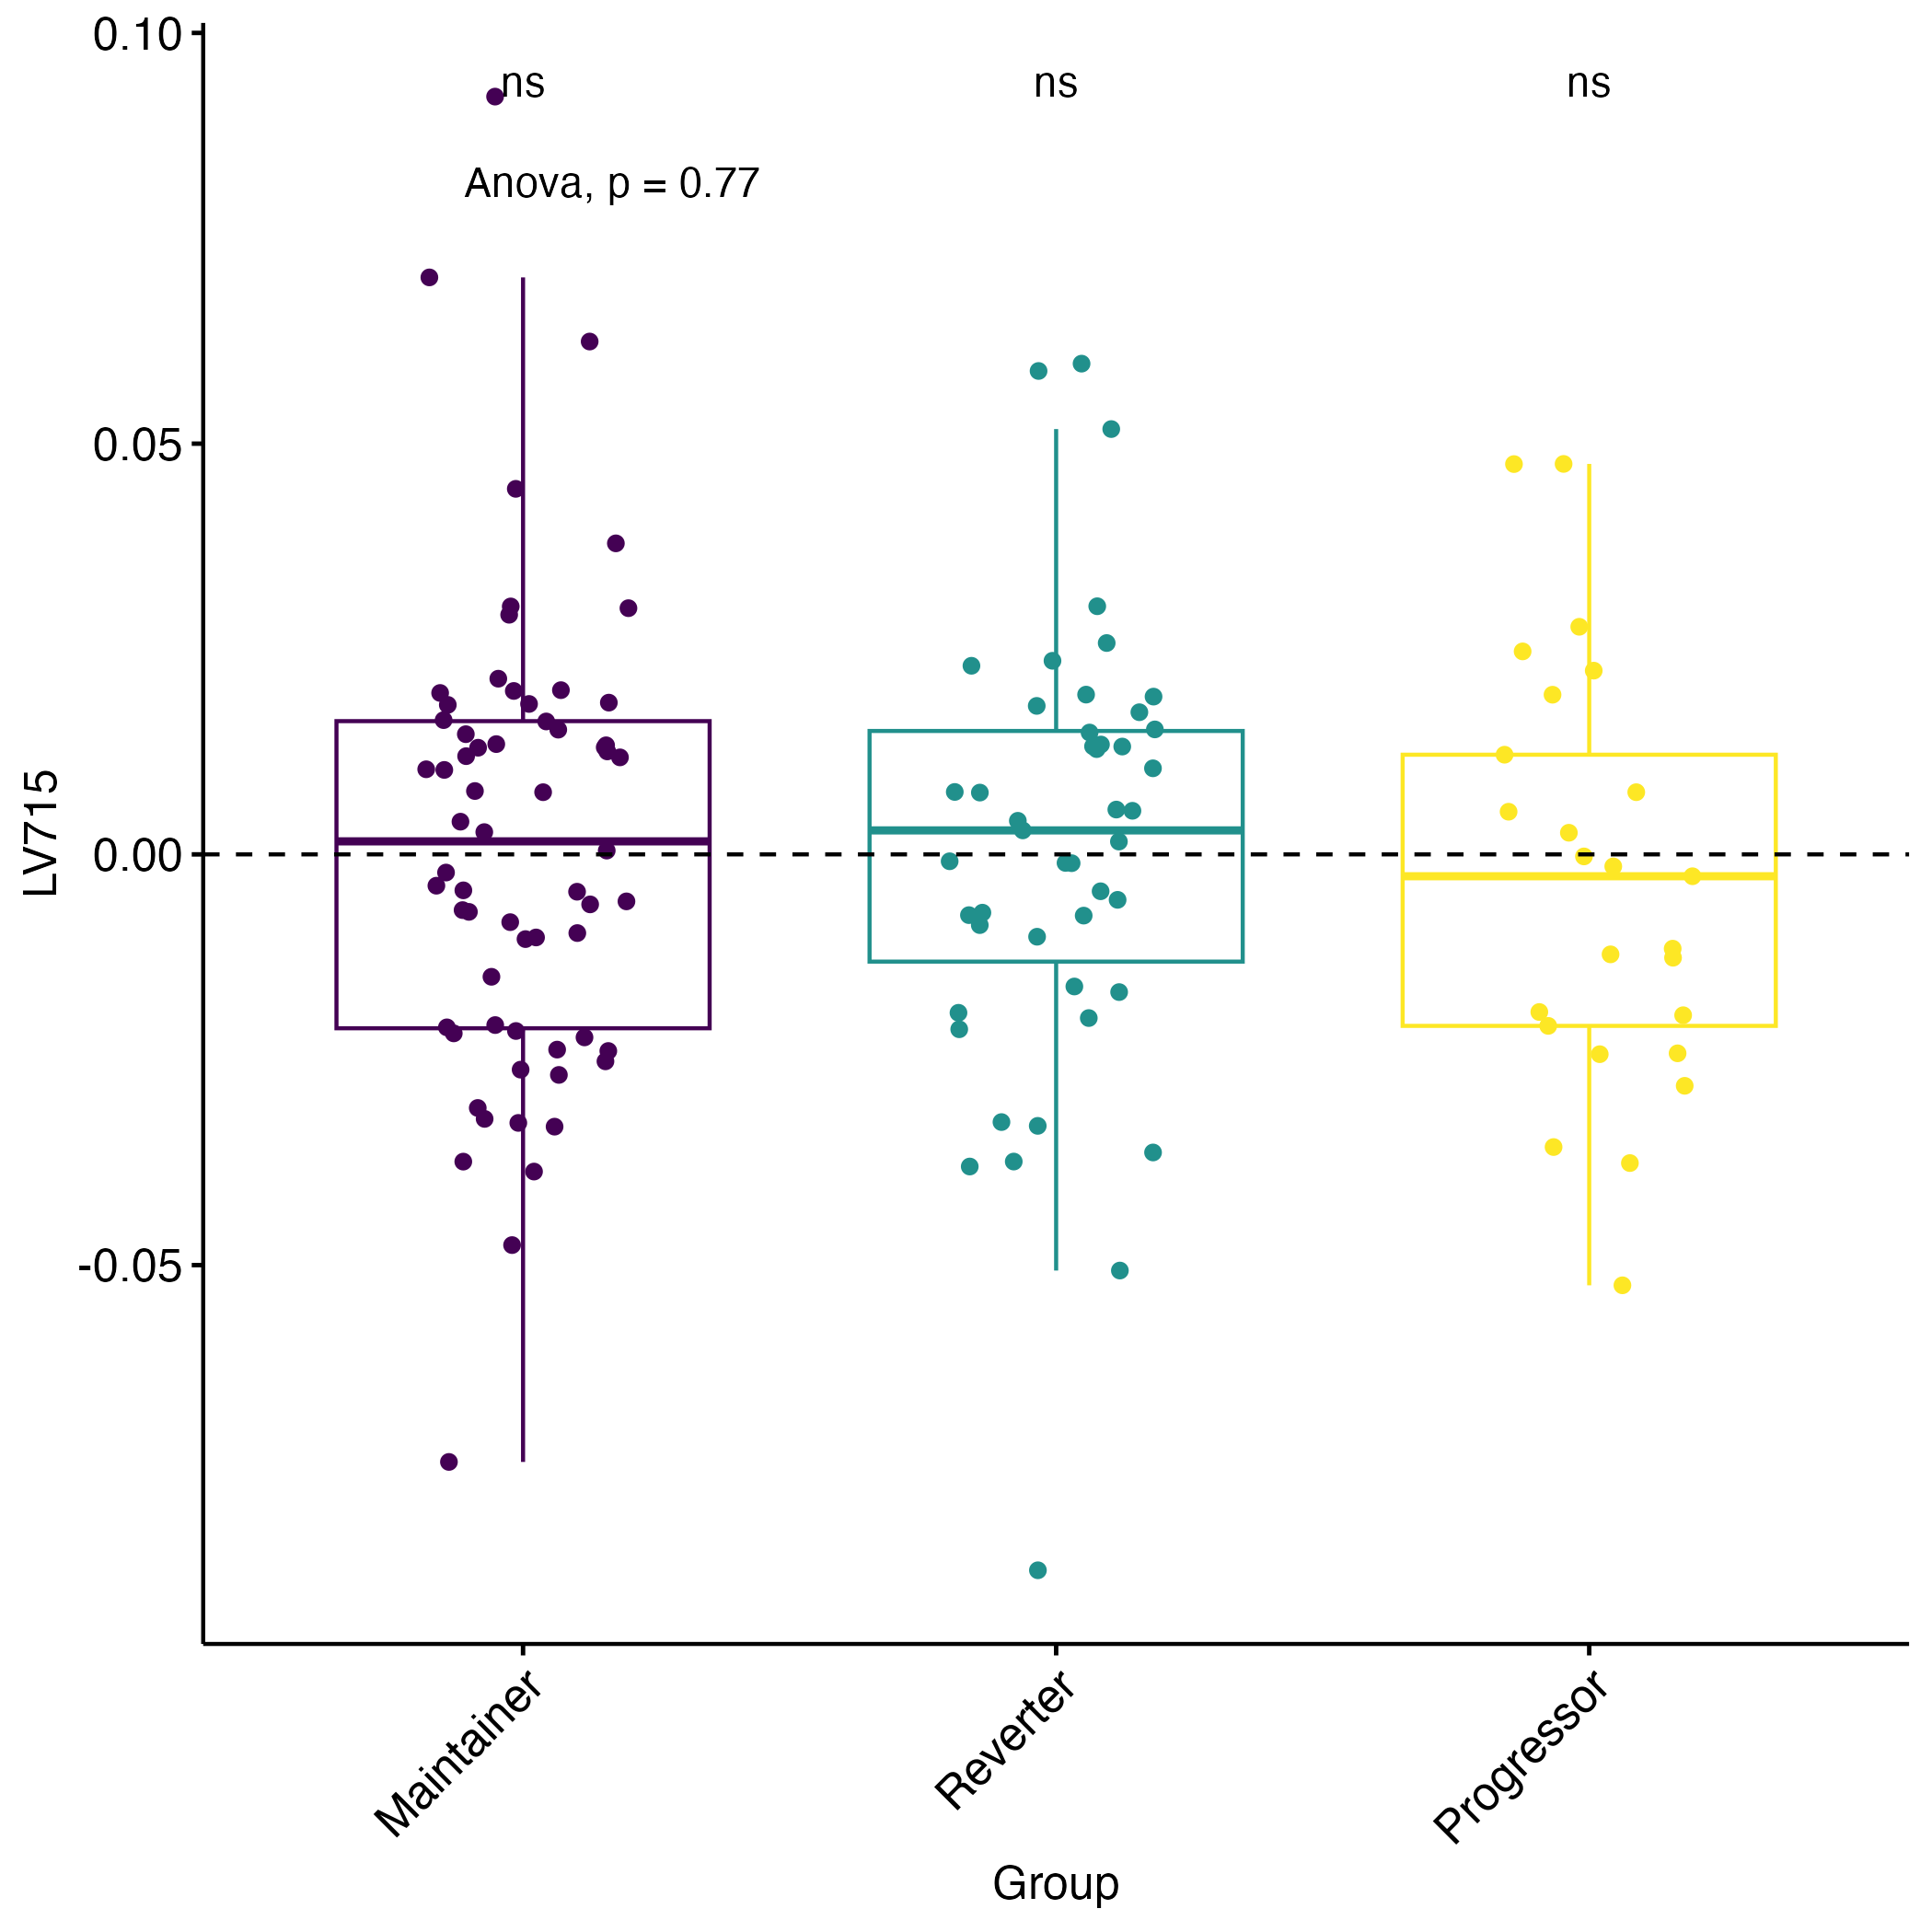 0.10
ns ns ns
Anova, p = 0.77
0.05
LV715
0.00
-0.05
Maintainer Reverter Progressor
Group